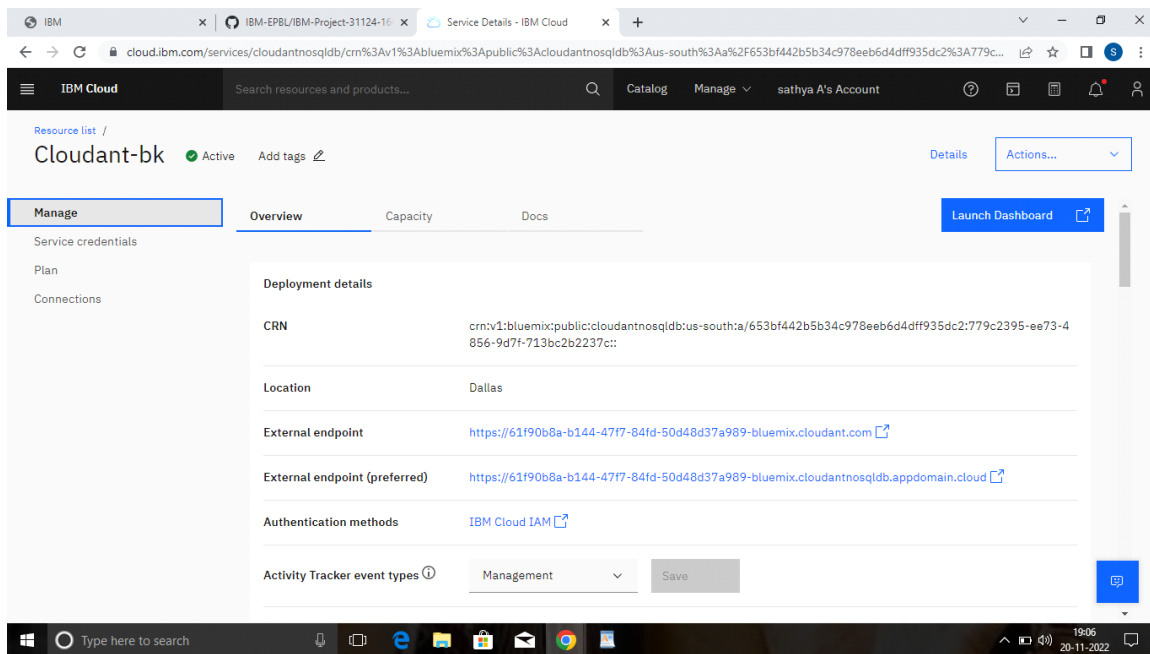 IBM
IBM-EPBL/IBM-Project-31124-16
Service Details - IBM Cloud
cloud.ibm.com/services/cloudantnosqldb/crn%3Av1%3Abluemix%3Apublic%3Acloudantnosqldb%3Aus-south%3Aa%2F653bf442b5b34c978eeb6d4dff935dc2%3A779c...
S
IBM Cloud
Search resources and products...
Catalog
Manage
sathya A's Account
Resource list /
Cloudant-bk
Active
Add tags
Details
Actions...
Manage
Service credentials
Plan
Connections
Overview
Capacity
Docs
Launch Dashboard
Deployment details
CRN
crn:v1:bluemix:public:cloudantnosqldb:us-south:a/653bf442b5b34c978eeb6d4dff935dc2:779c2395-ee73-4
856-9d7f-713bc2b2237c::
Location
Dallas
External endpoint
https://61f90b8a-b144-47f7-84fd-50d48d37a989-bluemix.cloudant.com
External endpoint (preferred)
https://61f90b8a-b144-47f7-84fd-50d48d37a989-bluemix.cloudantnosqldb.appdomain.cloud
Authentication methods
IBM Cloud IAM
Activity Tracker event types
Management
Save
Type here to search
19:06
20-11-2022